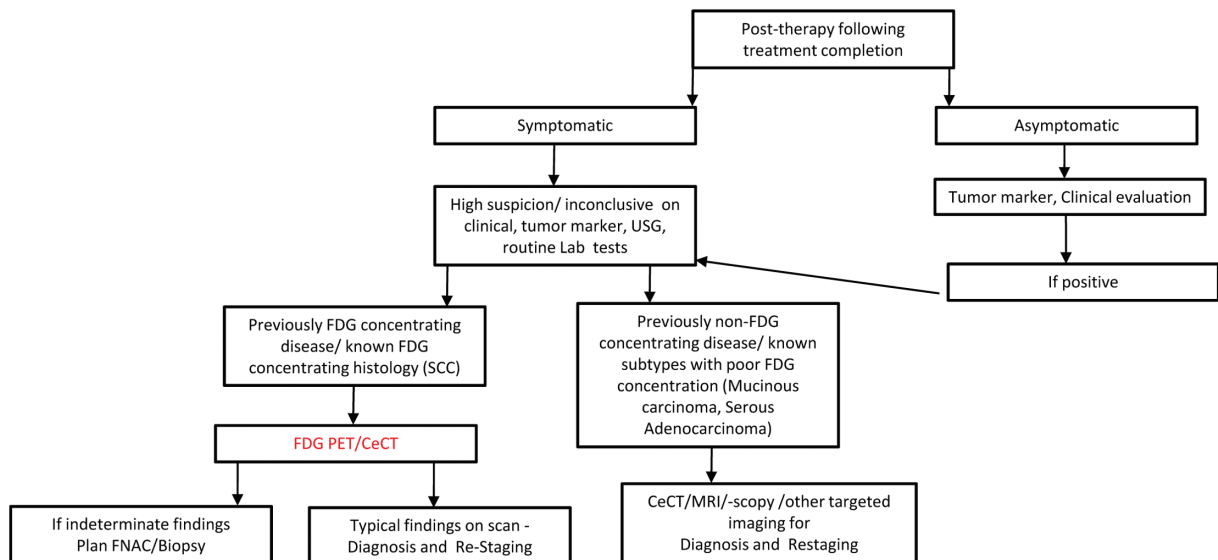 Post-therapy following
treatment completion
Symptomatic
Asymptomatic
High suspicion/ inconclusive on
clinical, tumor marker, USG,
routine Lab tests
Tumor marker, Clinical evaluation
If positive
Previously FDG concentrating
disease/ known FDG
concentrating histology (SCC)
Previously non-FDG
concentrating disease/ known
subtypes with poor FDG
concentration (Mucinous
carcinoma, Serous
Adenocarcinoma)
FDG PET/CeCT
If indeterminate findings
Plan FNAC/Biopsy
Typical findings on scan -
Diagnosis and Re-Staging
CeCT/MRI/-scopy /other targeted
imaging for
Diagnosis and Restaging